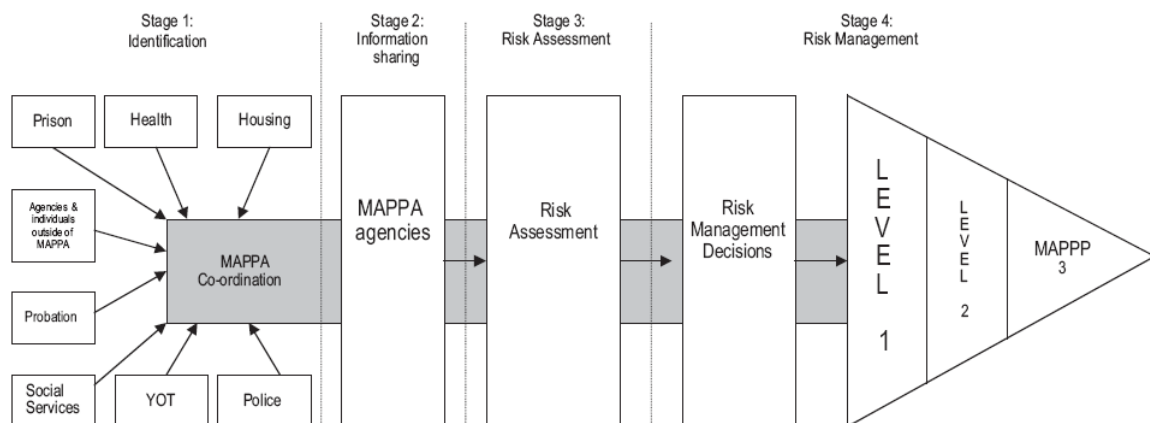 Stage 1:
Identification
Stage 2:
Information
sharing
Stage 3:
Risk Assessment
Stage 4:
Risk Management
Prison
Health
Housing
Agencies &
individuals
outside of
MAPPA
Probation
Social
Services
YOT
Police
MAPPA
Co-ordination
MAPPA
agencies
Risk
Assessment
Risk
Management
Decisions
LEVEL 1
LEVEL 2
MAPPP
3